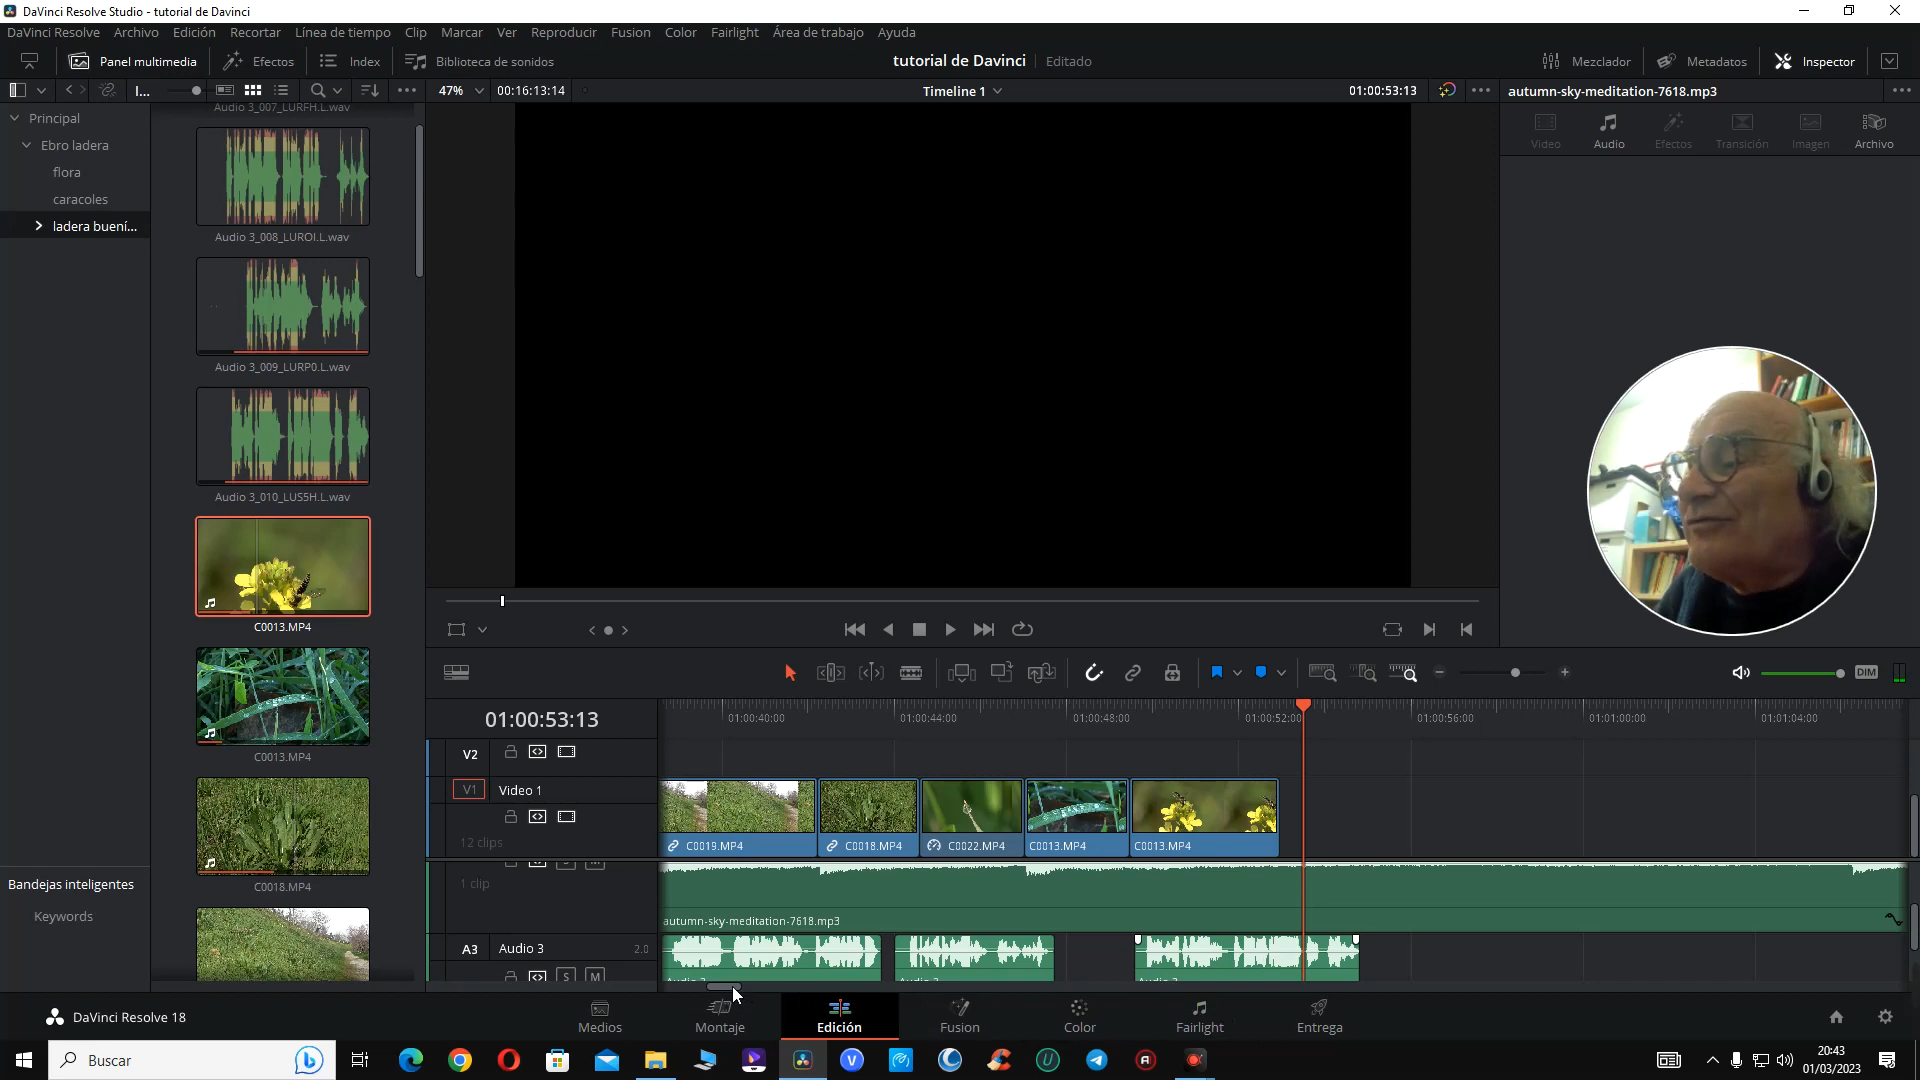 DaVinci Resolve Studio - tutorial de Davinci
DaVinci Resolve Archivo Edición Recortar Línea de tiempo Clip Marcar Ver Reproducir Fusion Color Fairlight Área de trabajo Ayuda
Panel multimedia Efectos Index Biblioteca de sonidos tutorial de Davinci Editado Mezclador Metadatos Inspector
I... 47% 00:16:13:14 Timeline 1 01:00:53:13 autumn-sky-meditation-7618.mp3
Video Audio Efectos Transición Imagen Archivo
Principal
Ebro ladera
flora
caracoles
ladera buení...
Audio 3_007_LURFH.L.wav
Audio 3_008_LUROI.L.wav
Audio 3_009_LURP0.L.wav
Audio 3_010_LUS5H.L.wav
C0013.MP4
C0013.MP4
C0018.MP4
Bandejas inteligentes
Keywords
DIM
01:00:53:13
01:00:40:00 01:00:44:00 01:00:48:00 01:00:52:00 01:00:56:00 01:01:00:00 01:01:04:00
V2
V1 Video 1
12 clips
C0019.MP4 C0018.MP4 C0022.MP4 C0013.MP4 C0013.MP4
S M
1 clip
autumn-sky-meditation-7618.mp3
A3 Audio 3 2.0
S M
DaVinci Resolve 18
Medios Montaje Edición Fusion Color Fairlight Entrega
Buscar
20:43
01/03/2023